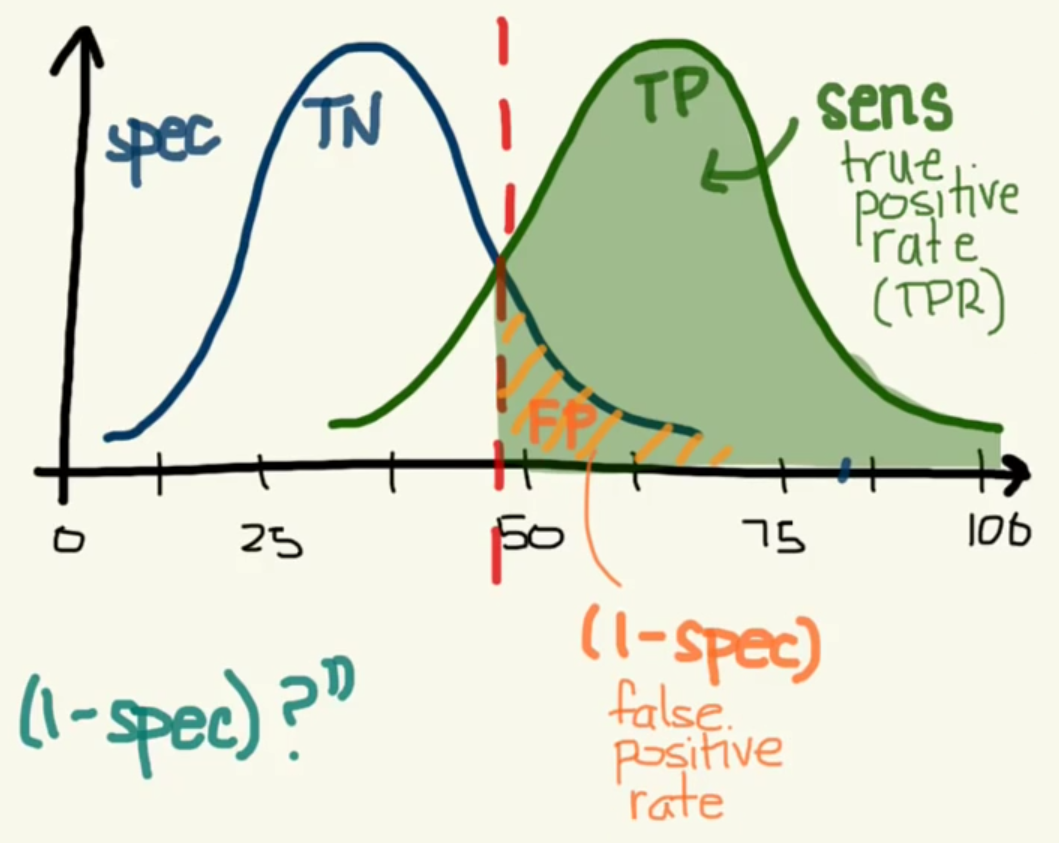 spec
TN
TP
sens
true
positive
rate
(TPR)
FP
0 25 50 75 100
(1-spec)
false
positive
rate
(1-spec)?"